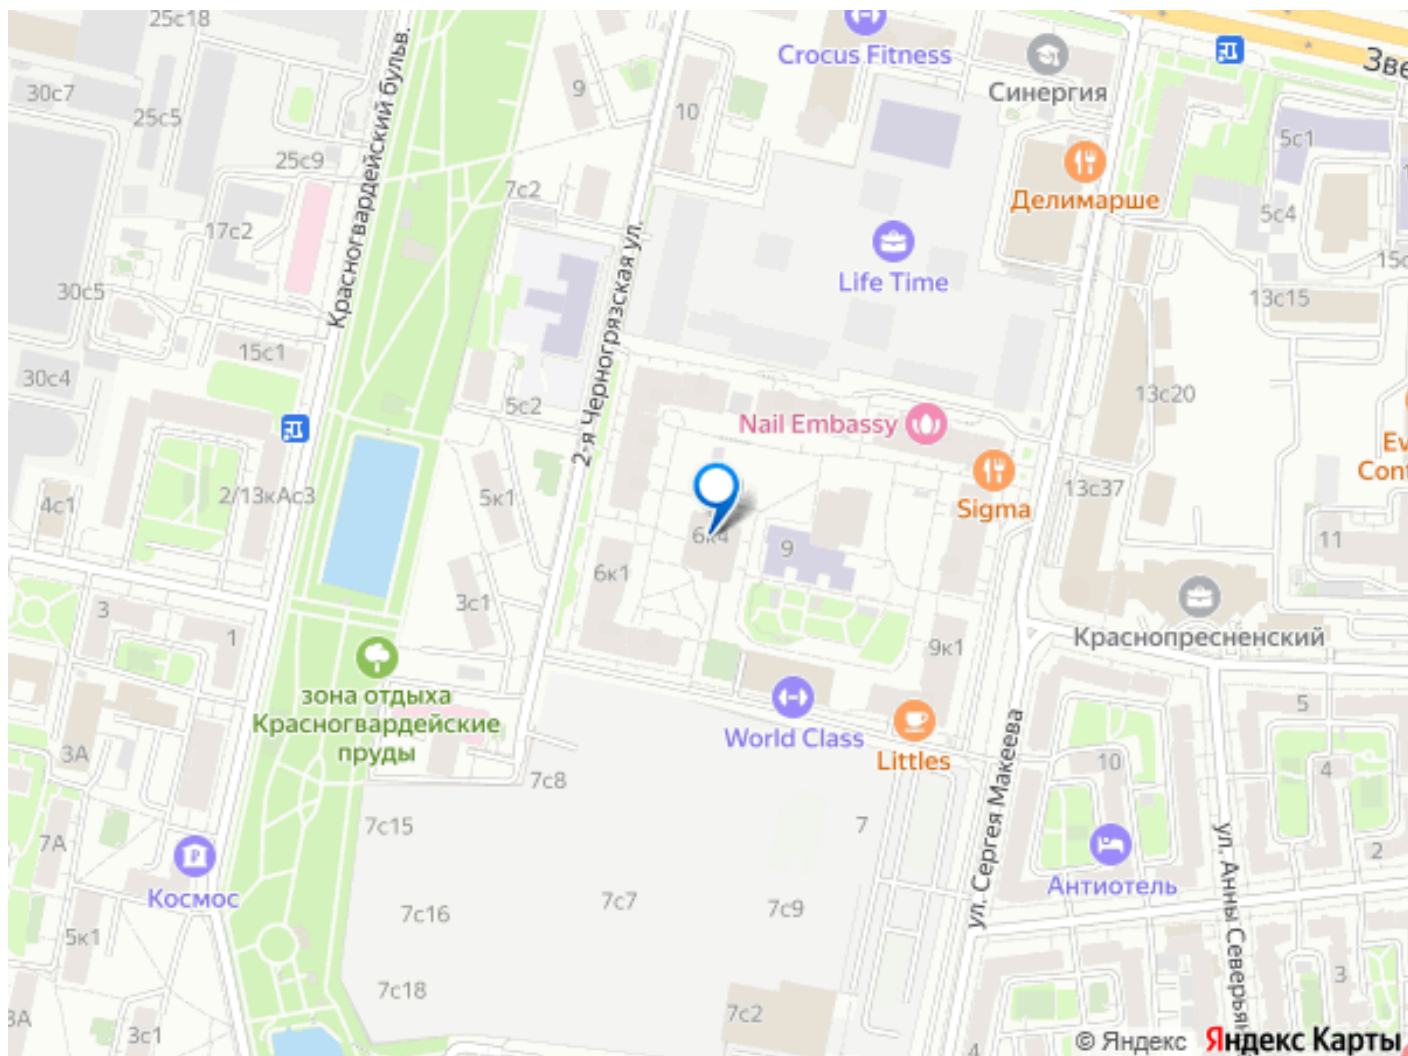 25с18
Красногвардейский бульв.
9
10
Crocus Fitness
Синергия
30с7
25с5
25с9
7с2
17с2
2-я Черногрязская ул.
Делимарше
5с1
5с4
30с5
Life Time
13с15
15с1
30с4
5с2
Nail Embassy
13с20
4с1
2/13кАс3
5к1
6к4
9
Sigma
13с37
11
3
1
3с1
6к1
Краснопресненский
9к1
зона отдыха
Красногвардейские
пруды
World Class
Littles
ул. Сергея Макеева
5
3А
7с8
10
4
7А
7с15
7
2
Космос
Антиотель
ул. Анны Северьян
5к1
7с16
7с7
7с9
3
7с18
7с2
3А
3с1
4
© Яндекс
Яндекс Карты